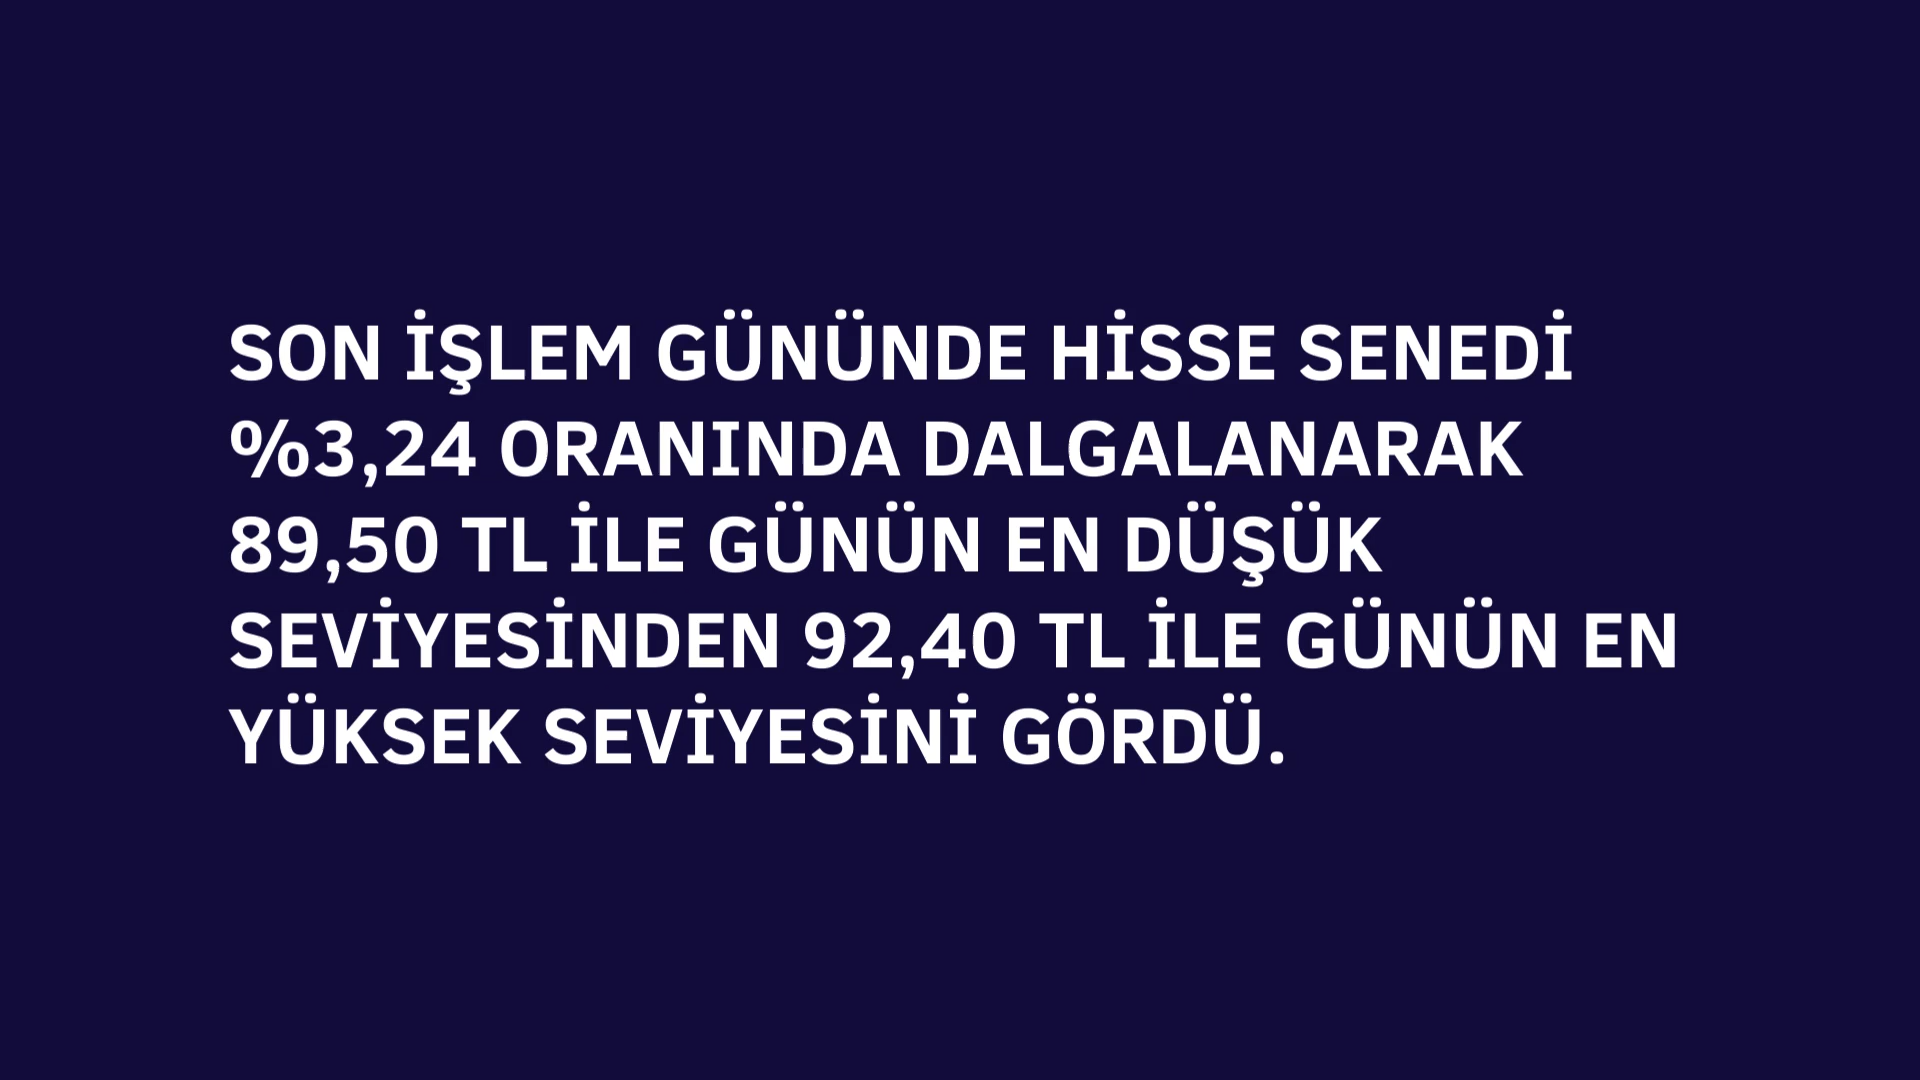 SON İŞLEM GÜNÜNDE HİSSE SENEDİ
%3,24 ORANINDA DALGALANARAK
89,50 TL İLE GÜNÜN EN DÜŞÜK
SEVİYESİNDEN 92,40 TL İLE GÜNÜN EN
YÜKSEK SEVİYESİNİ GÖRDÜ.